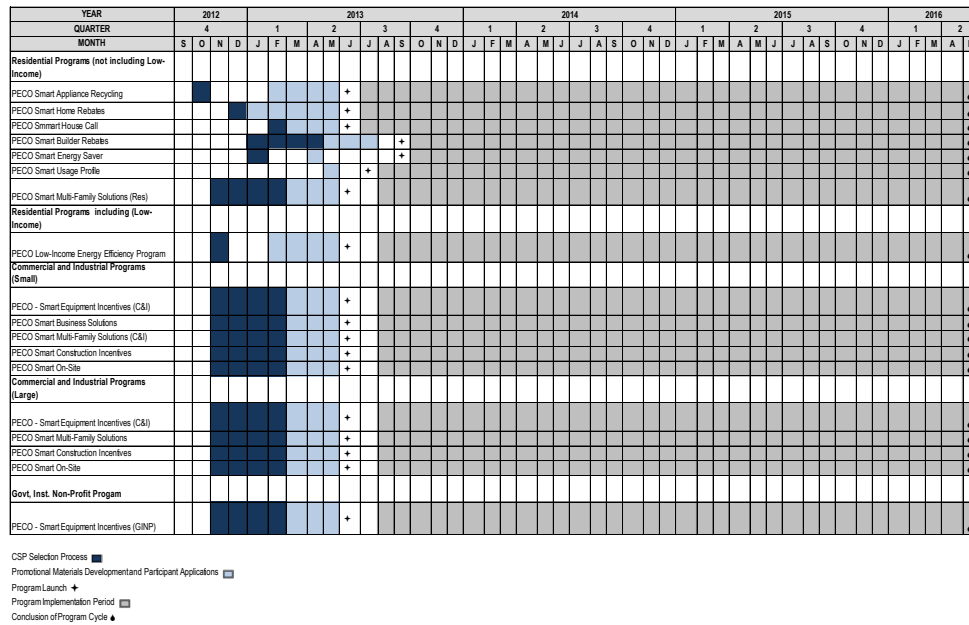 YEAR 2012 2013 2014 2015 2016
QUARTER 4 1 2 3 4 1 2 3 4 1 2 3 4 1 2
MONTH S O N D J F M A M J J A S O N D J F M A M J J A S O N D J F M A M J J A S O N D J F M A
Residential Programs (not including Low-
Income)
PECO Smart Appliance Recycling
PECO Smart Home Rebates
PECO Smmart House Call
PECO Smart Builder Rebates
PECO Smart Energy Saver
PECO Smart Usage Profile
PECO Smart Multi-Family Solutions (Res)
Residential Programs including (Low-
Income)
PECO Low-Income Energy Efficiency Program
Commercial and Industrial Programs
(Small)
PECO - Smart Equipment Incentives (C&I)
PECO Smart Business Solutions
PECO Smart Multi-Family Solutions (C&I)
PECO Smart Construction Incentives
PECO Smart On-Site
Commercial and Industrial Programs
(Large)
PECO - Smart Equipment Incentives (C&I)
PECO Smart Multi-Family Solutions
PECO Smart Construction Incentives
PECO Smart On-Site
Govt, Inst. Non-Profit Progam
PECO - Smart Equipment Incentives (GINP)
CSP Selection Process
Promotional Materials Development and Participant Applications
Program Launch
Program Implementation Period
Conclusion of Program Cycle